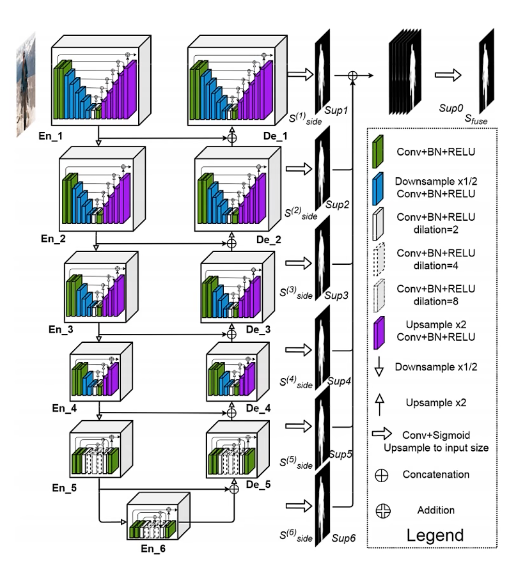 En_1
De_1
S(1)side
Sup1
Sup0
Sfuse
En_2
De_2
S(2)side
Sup2
En_3
De_3
S(3)side
Sup3
En_4
De_4
S(4)side
Sup4
En_5
De_5
S(5)side
Sup5
En_6
S(6)side
Sup6
Conv+BN+RELU
Downsample x1/2
Conv+BN+RELU
Conv+BN+RELU
dilation=2
Conv+BN+RELU
dilation=4
Conv+BN+RELU
dilation=8
Upsample x2
Conv+BN+RELU
Downsample x1/2
Upsample x2
Conv+Sigmoid
Upsample to input size
Concatenation
Addition
Legend